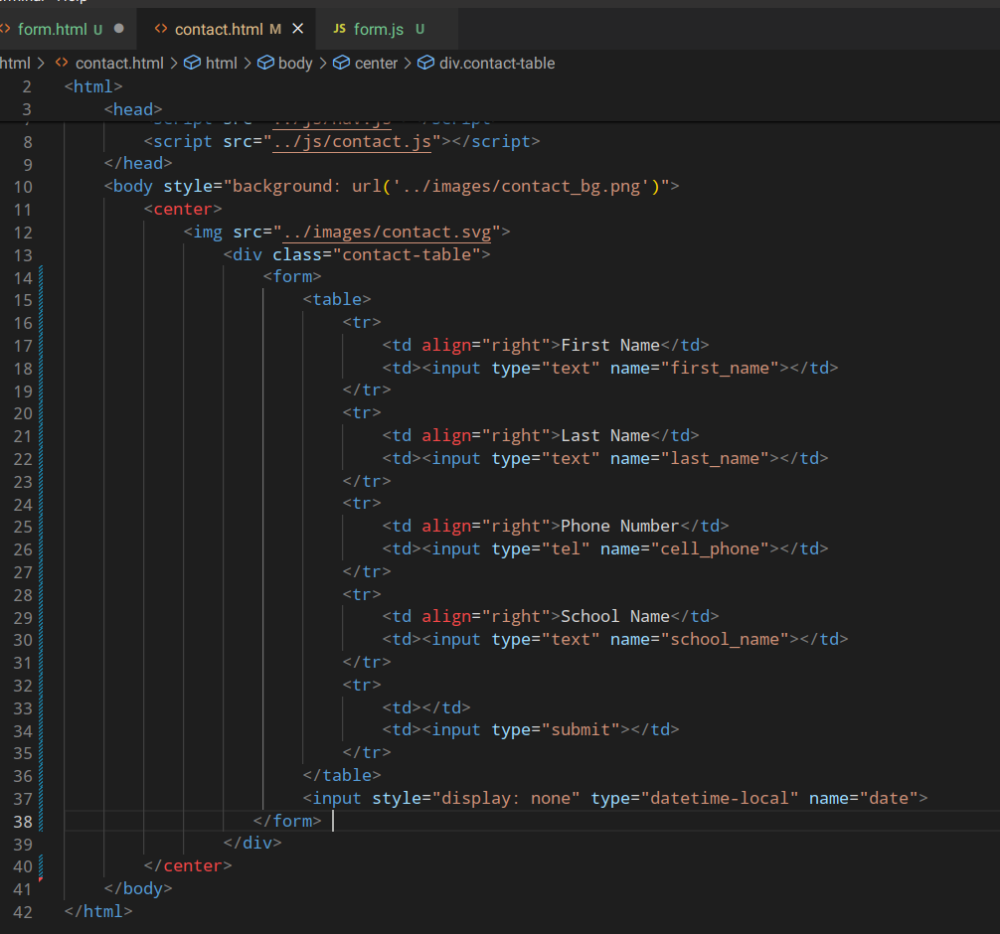 form.html U
contact.html M
JS form.js U
html > contact.html > html > body > center > div.contact-table
2 <html>
3 <head>
8 <script src="../js/contact.js"></script>
9 </head>
10 <body style="background: url('../images/contact_bg.png')">
11 <center>
12 <img src="../images/contact.svg">
13 <div class="contact-table">
14 <form>
15 <table>
16 <tr>
17 <td align="right">First Name</td>
18 <td><input type="text" name="first_name"></td>
19 </tr>
20 <tr>
21 <td align="right">Last Name</td>
22 <td><input type="text" name="last_name"></td>
23 </tr>
24 <tr>
25 <td align="right">Phone Number</td>
26 <td><input type="tel" name="cell_phone"></td>
27 </tr>
28 <tr>
29 <td align="right">School Name</td>
30 <td><input type="text" name="school_name"></td>
31 </tr>
32 <tr>
33 <td></td>
34 <td><input type="submit"></td>
35 </tr>
36 </table>
37 <input style="display: none" type="datetime-local" name="date">
38 </form>
39 </div>
40 </center>
41 </body>
42 </html>